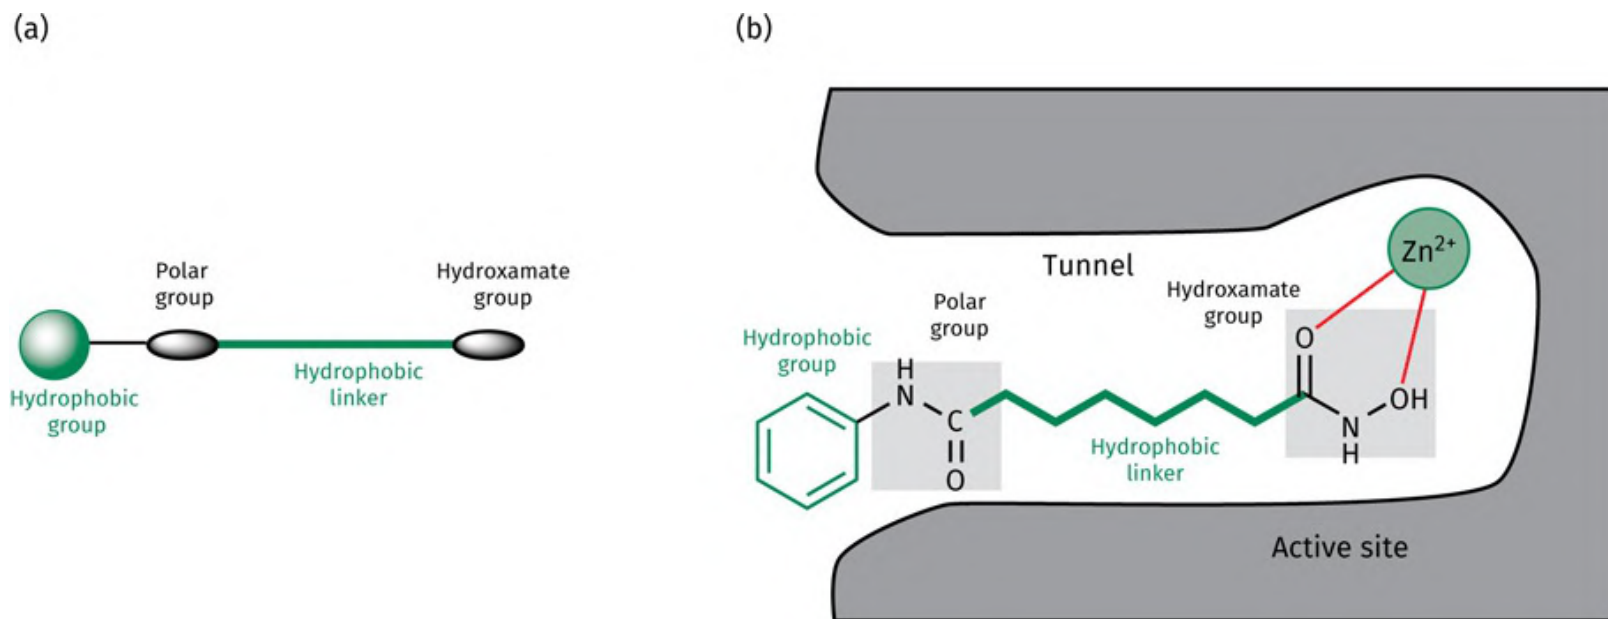 (a)
Polar
group
Hydroxamate
group
Hydrophobic
linker
Hydrophobic
group
(b)
Zn2+
Tunnel
Hydroxamate
group
Polar
group
Hydrophobic
group
O
H
N
OH
C
N
H
O
Hydrophobic
linker
Active site